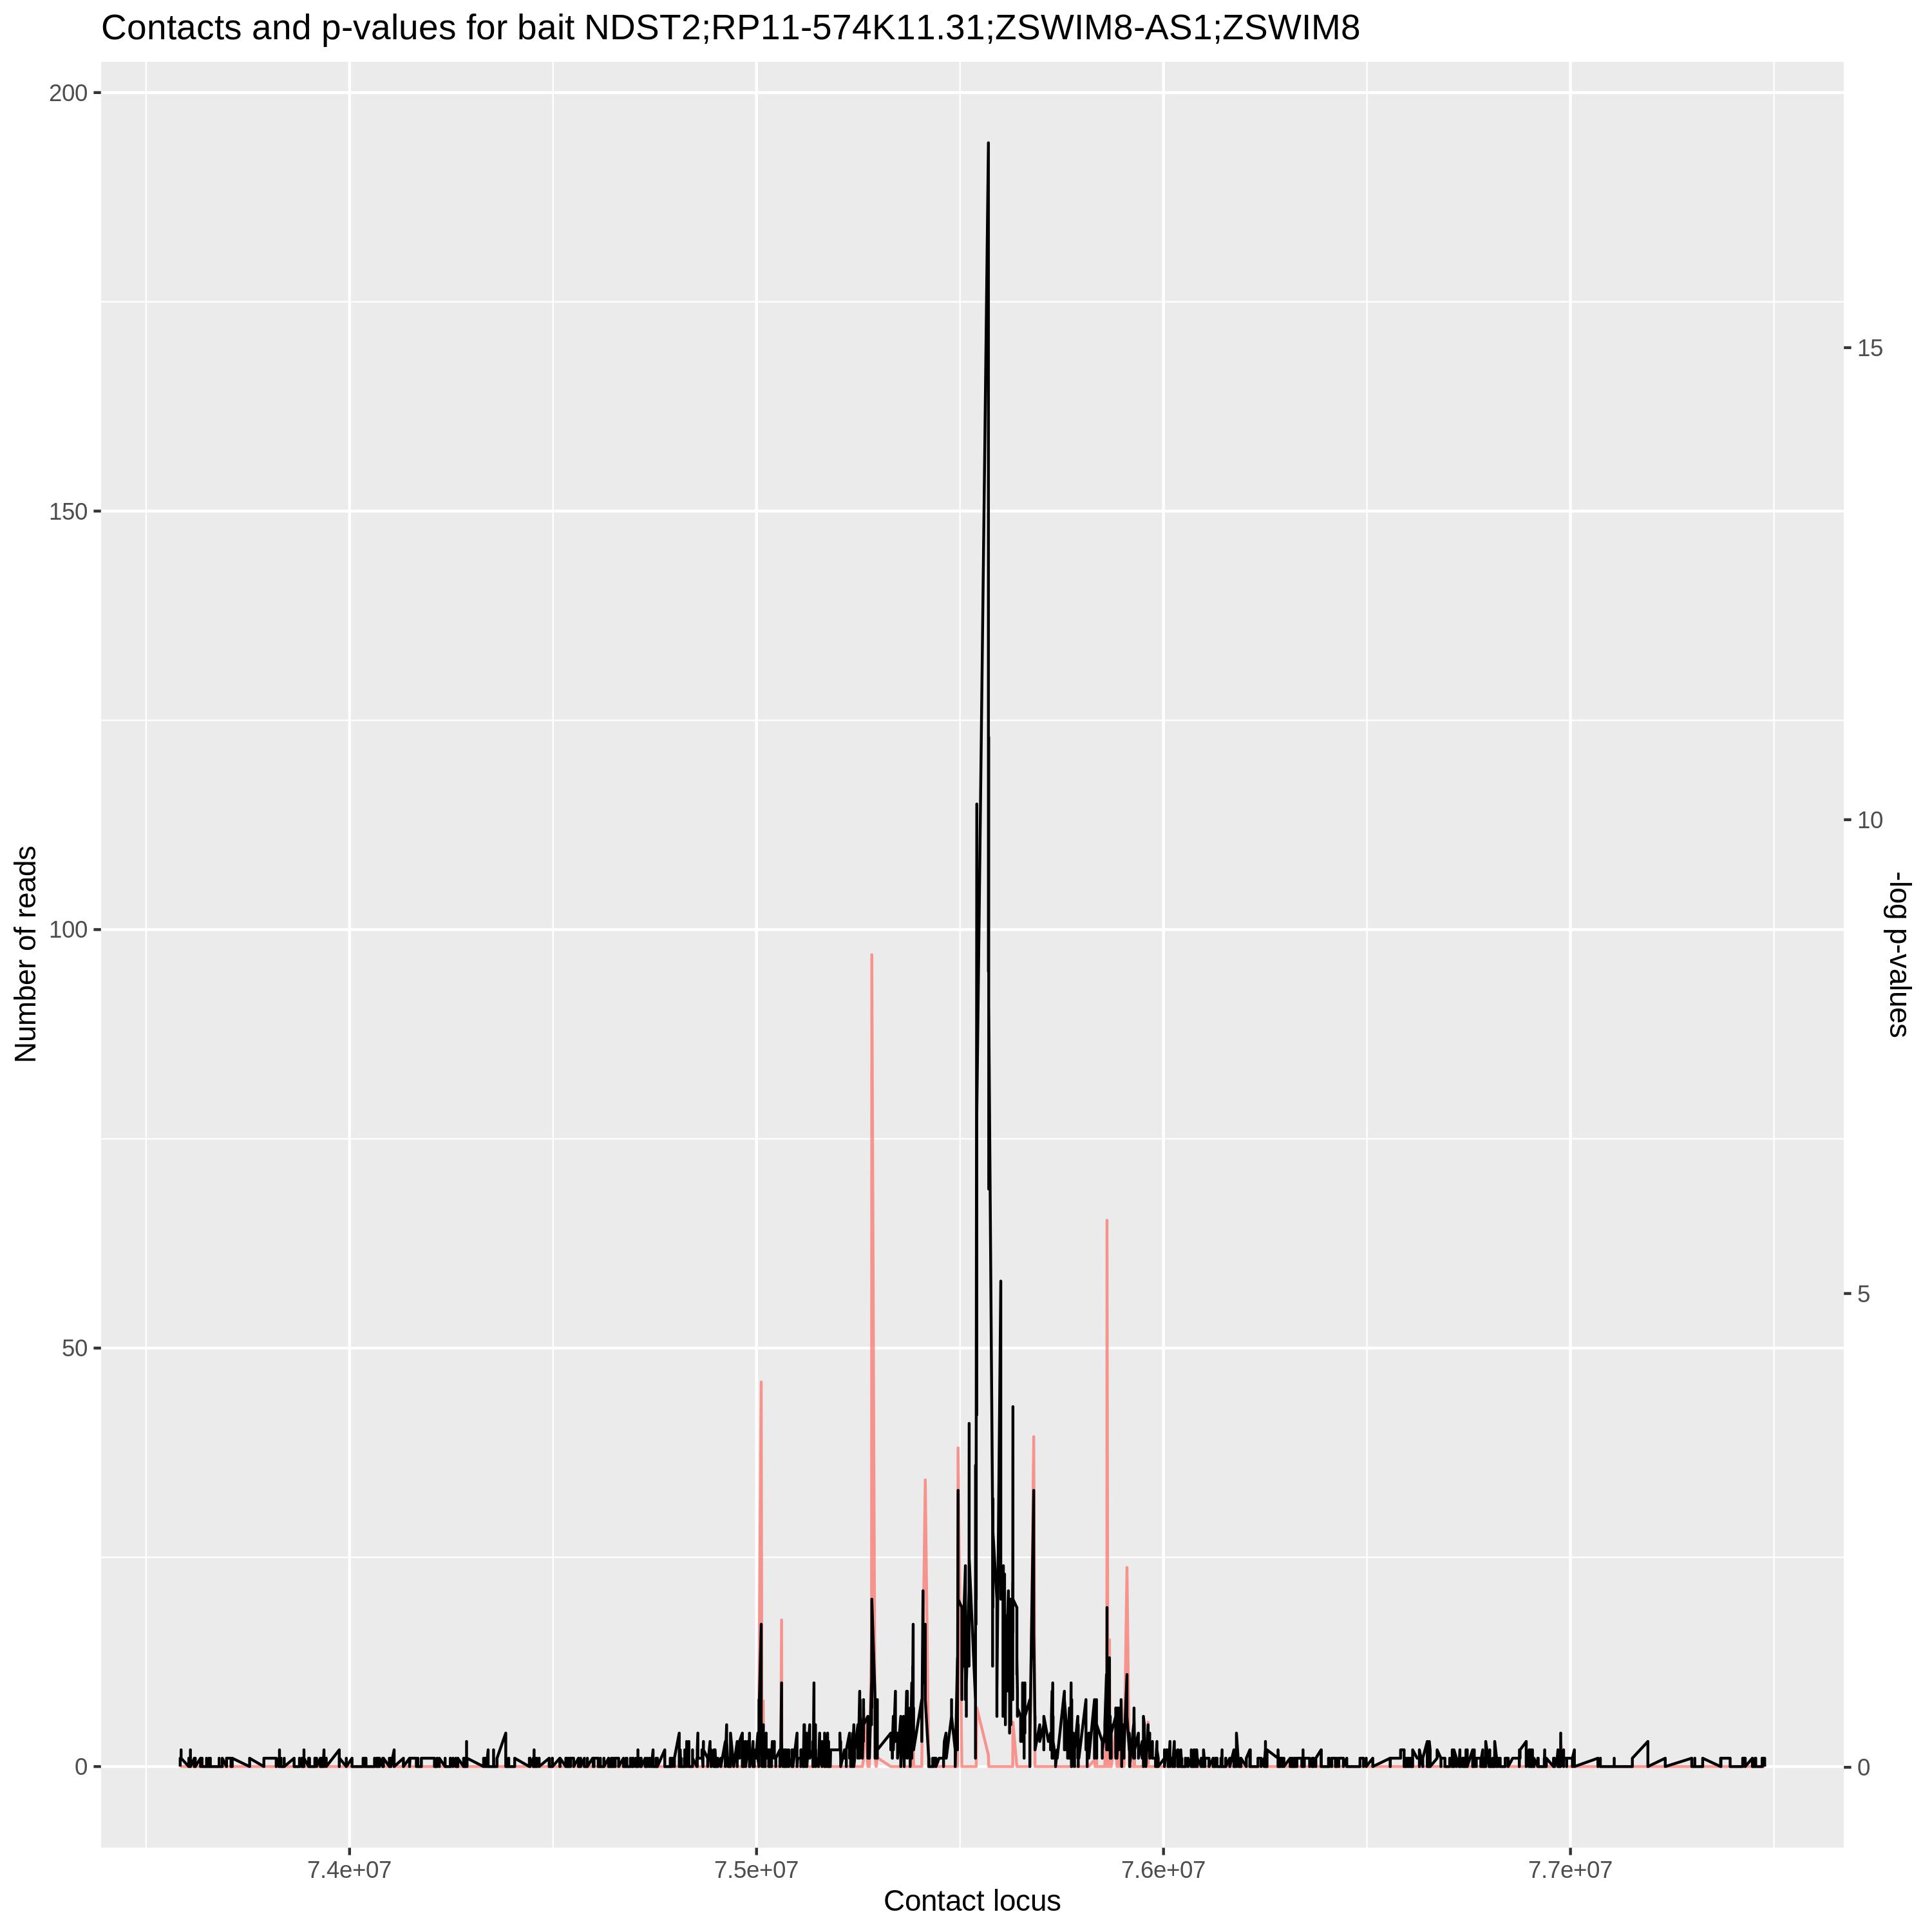 Contacts and p-values for bait NDST2;RP11-574K11.31;ZSWIM8-AS1;ZSWIM8
200
150
100
50
0
Number of reads
15
10
5
0
-log p-values
7.4e+07
7.5e+07
7.6e+07
7.7e+07
Contact locus